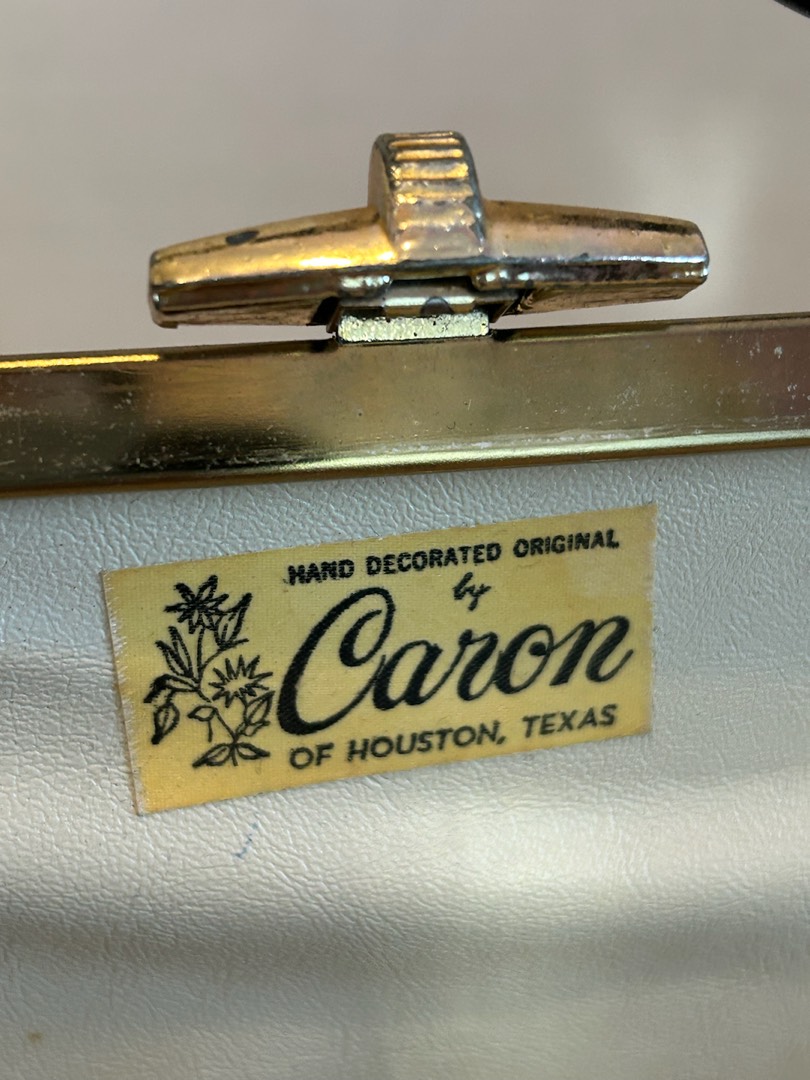 HAND DECORATED ORIGINAL
by
Caron
OF HOUSTON, TEXAS